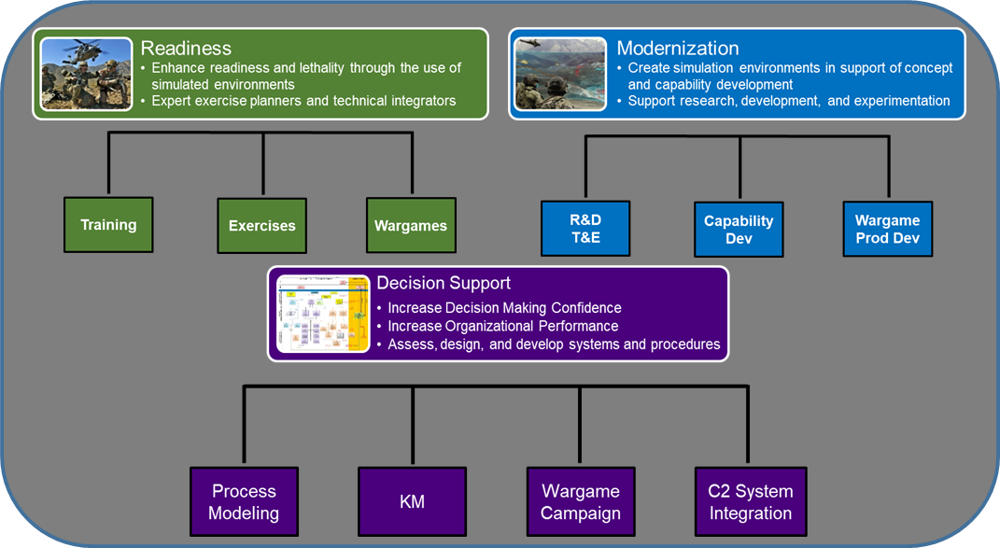 Readiness
• Enhance readiness and lethality through the use of
simulated environments
• Expert exercise planners and technical integrators
Modernization
• Create simulation environments in support of concept
and capability development
• Support research, development, and experimentation
Training
Exercises
Wargames
R&D
T&E
Capability
Dev
Wargame
Prod Dev
Decision Support
• Increase Decision Making Confidence
• Increase Organizational Performance
• Assess, design, and develop systems and procedures
Process
Modeling
KM
Wargame
Campaign
C2 System
Integration